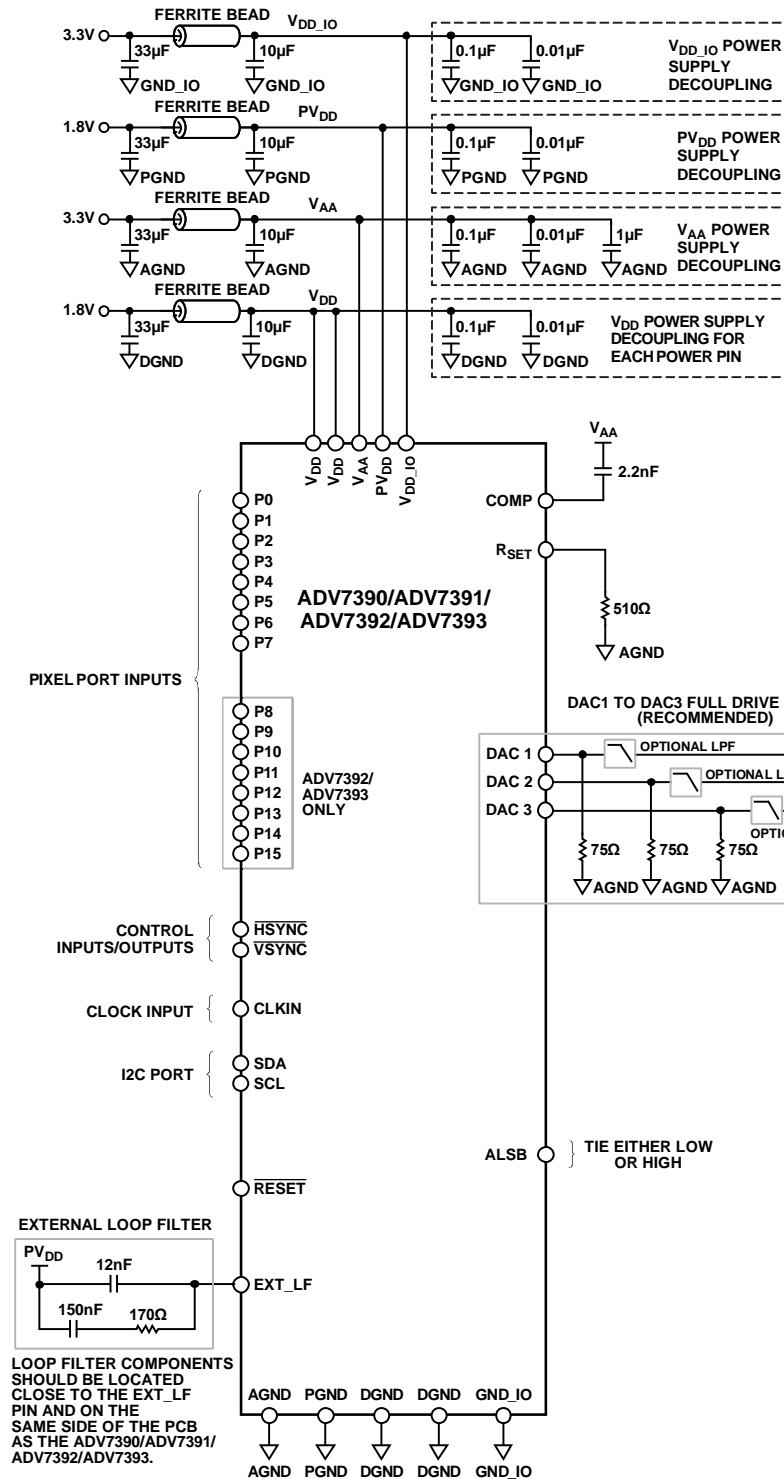 FERRITE BEAD
3.3V
33µF
GND_IO
10µF
GND_IO
VDD_IO
0.1µF
GND_IO
0.01µF
GND_IO
VDD_IO POWER
SUPPLY
DECOUPLING
FERRITE BEAD
1.8V
33µF
PGND
10µF
PGND
PVDD
0.1µF
PGND
0.01µF
PGND
PVDD POWER
SUPPLY
DECOUPLING
FERRITE BEAD
3.3V
33µF
AGND
10µF
AGND
VAA
0.1µF
AGND
0.01µF
AGND
1µF
AGND
VAA POWER
SUPPLY
DECOUPLING
FERRITE BEAD
1.8V
33µF
DGND
10µF
DGND
VDD
0.1µF
DGND
0.01µF
DGND
VDD POWER SUPPLY
DECOUPLING FOR
EACH POWER PIN
VDD
VDD
VAA
PVDD
VDD_IO
PIXEL PORT INPUTS
P0
P1
P2
P3
P4
P5
P6
P7
ADV7390/ADV7391/
ADV7392/ADV7393
P8
P9
P10
P11
P12
P13
P14
P15
ADV7392/
ADV7393
ONLY
COMP
VAA
2.2nF
RSET
510Ω
AGND
DAC1 TO DAC3 FULL DRIVE
(RECOMMENDED)
DAC 1
OPTIONAL LPF
DAC 2
OPTIONAL L
DAC 3
OPTI
75Ω
75Ω
75Ω
AGND
AGND
AGND
CONTROL
INPUTS/OUTPUTS
HSYNC
VSYNC
CLOCK INPUT
CLKIN
I2C PORT
SDA
SCL
ALSB
TIE EITHER LOW
OR HIGH
RESET
EXTERNAL LOOP FILTER
PVDD
12nF
150nF
170Ω
EXT_LF
LOOP FILTER COMPONENTS
SHOULD BE LOCATED
CLOSE TO THE EXT_LF
PIN AND ON THE
SAME SIDE OF THE PCB
AS THE ADV7390/ADV7391/
ADV7392/ADV7393.
AGND PGND DGND DGND GND_IO
AGND PGND DGND DGND GND_IO